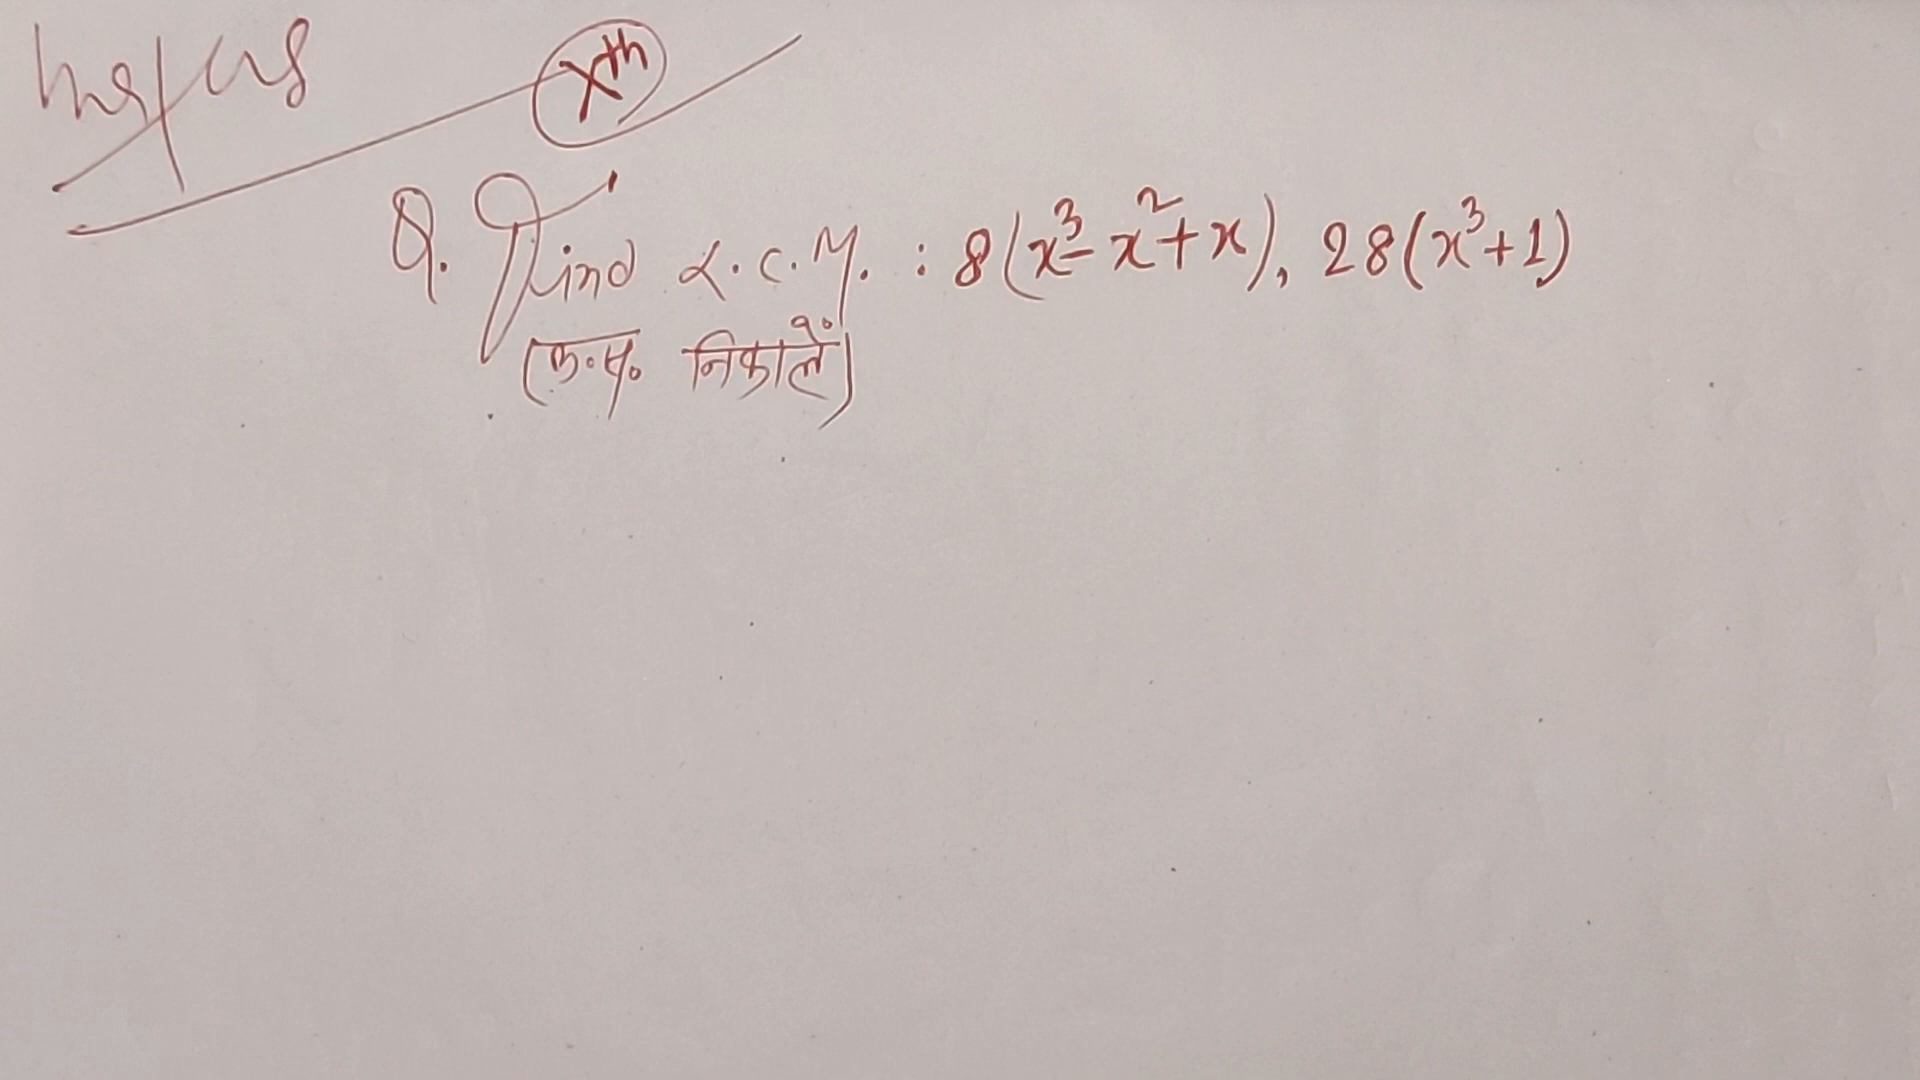 Xth
Q. Find L.C.M. : 8(x³-x²+x), 28(x³+1)
(ल.स. निकालें)